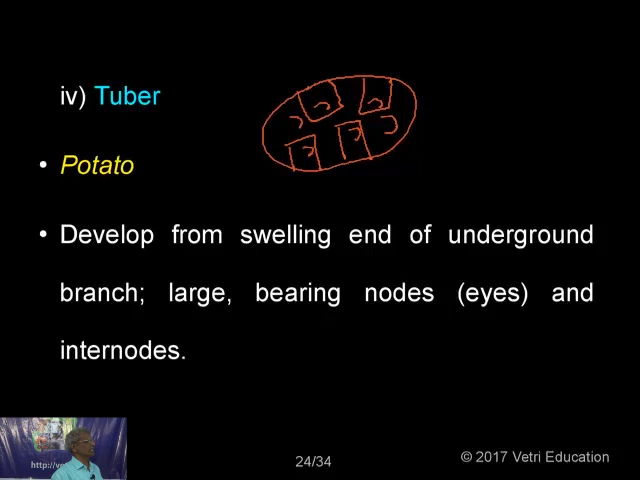 iv) Tuber
• Potato
• Develop from swelling end of underground
branch; large, bearing nodes (eyes) and
internodes.
24/34
© 2017 Vetri Education